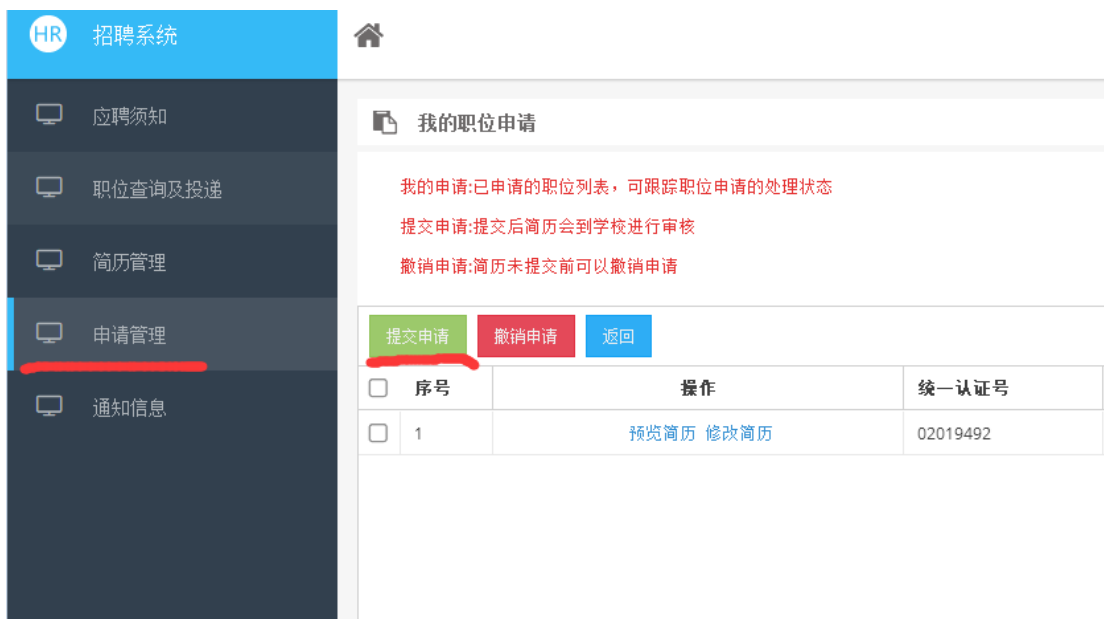 HR 招聘系统
应聘须知
职位查询及投递
简历管理
申请管理
通知信息
我的职位申请
我的申请:已申请的职位列表，可跟踪职位申请的处理状态
提交申请:提交后简历会到学校进行审核
撤销申请:简历未提交前可以撤销申请
提交申请 撤销申请 返回
序号 操作 统一认证号
1 预览简历 修改简历 02019492